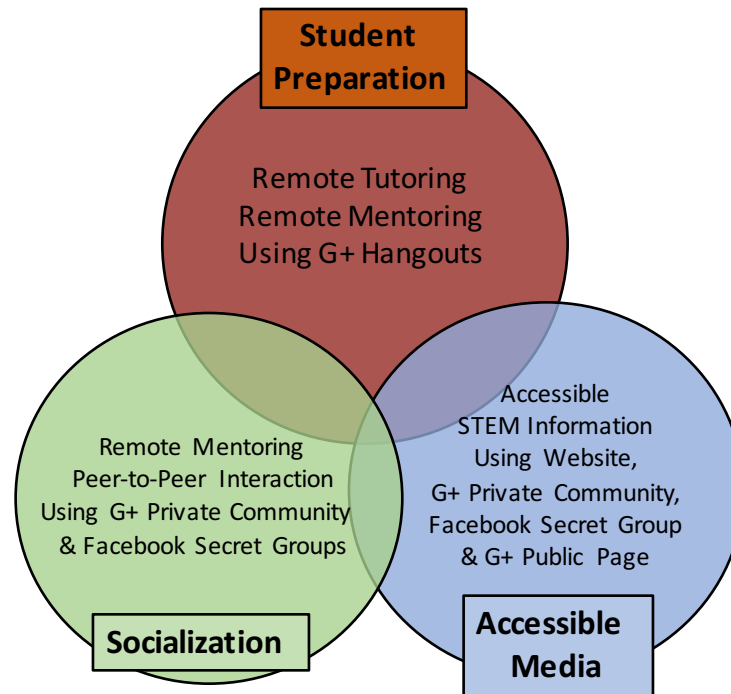 Student
Preparation
Remote Tutoring
Remote Mentoring
Using G+ Hangouts
Remote Mentoring
Peer-to-Peer Interaction
Using G+ Private Community
& Facebook Secret Groups
Socialization
Accessible
STEM Information
Using Website,
G+ Private Community,
Facebook Secret Group
& G+ Public Page
Accessible
Media